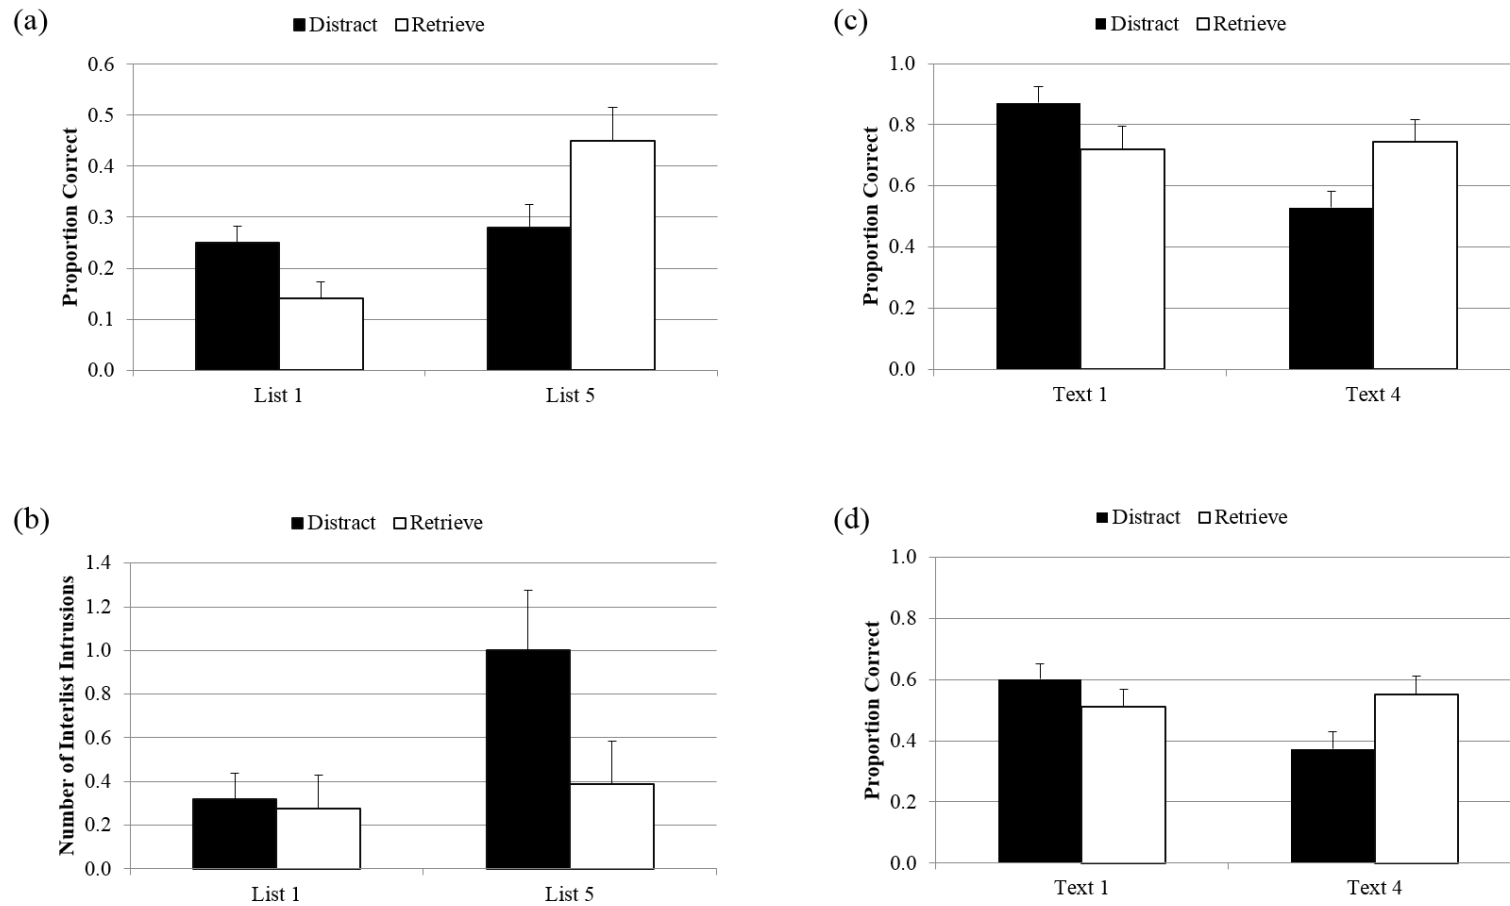 (a)
Distract Retrieve
0.6
0.5
0.4
0.3
0.2
0.1
0.0
Proportion Correct
List 1 List 5
(c)
Distract Retrieve
1.0
0.8
0.6
0.4
0.2
0.0
Proportion Correct
Text 1 Text 4
(b)
Distract Retrieve
1.4
1.2
1.0
0.8
0.6
0.4
0.2
0.0
Number of Interlist Intrusions
List 1 List 5
(d)
Distract Retrieve
1.0
0.8
0.6
0.4
0.2
0.0
Proportion Correct
Text 1 Text 4